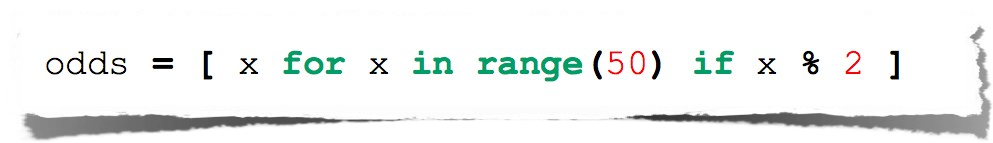 odds = [ x for x in range(50) if x % 2 ]